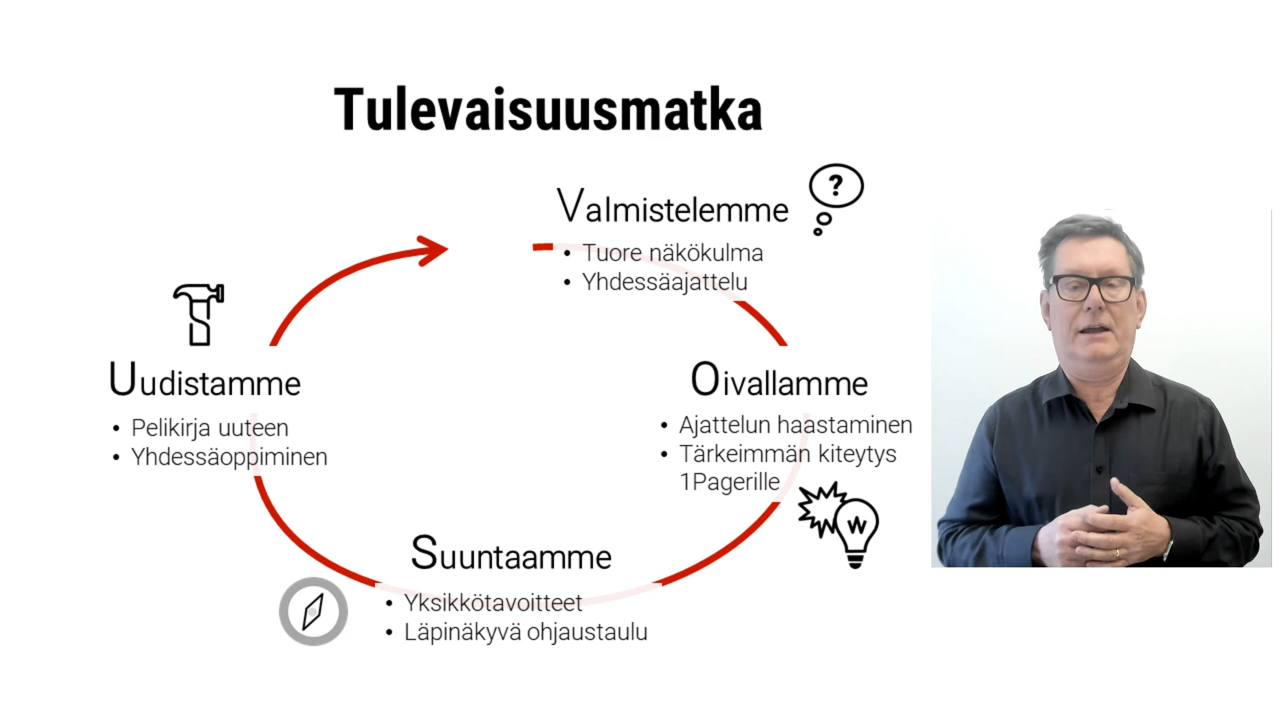 Tulevaisuusmatka
?
Valmistelemme
• Tuore näkökulma
• Yhdessäajattelu
Oivallamme
• Ajattelun haastaminen
• Tärkeimmän kiteytys
1Pagerille
W
Suuntaamme
• Yksikkötavoitteet
• Läpinäkyvä ohjaustaulu
Uudistamme
• Pelikirja uuteen
• Yhdessäoppiminen